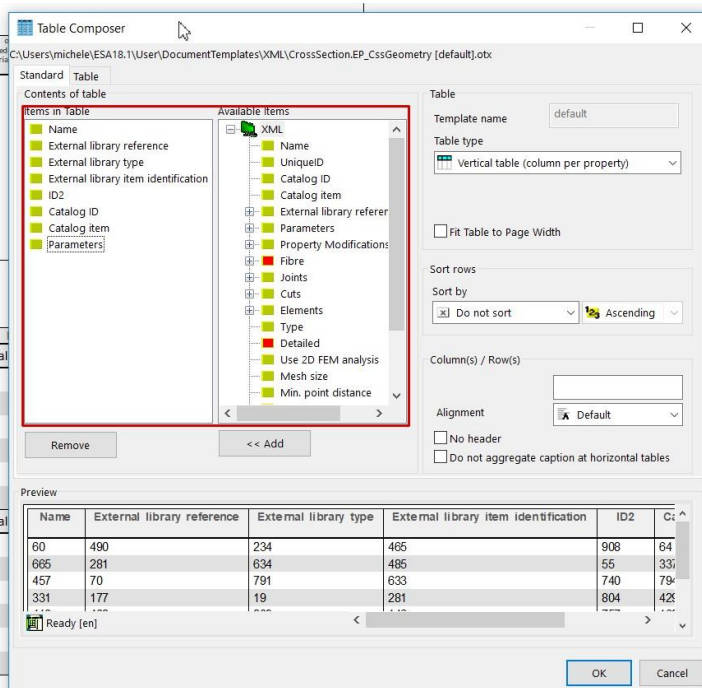 Table Composer
C:\Users\michele\ESA18.1\User\DocumentTemplates\XML\CrossSection.EP_CssGeometry [default].otx
Standard Table
Contents of table
Items in Table
Name
External library reference
External library type
External library item identification
ID2
Catalog ID
Catalog item
Parameters
Available Items
XML
Name
UniqueID
Catalog ID
Catalog item
External library referen
Parameters
Property Modifications
Fibre
Joints
Cuts
Elements
Type
Detailed
Use 2D FEM analysis
Mesh size
Min. point distance
Remove
<< Add
Table
Template name default
Table type
Vertical table (column per property)
Fit Table to Page Width
Sort rows
Sort by
Do not sort 123 Ascending
Column(s) / Row(s)
Alignment Default
No header
Do not aggregate caption at horizontal tables
Preview
Name External library reference External library type External library item identification ID2 Ca
60 490 234 465 908 64
665 281 634 485 55 337
457 70 791 633 740 794
331 177 19 281 804 429
Ready [en]
OK Cancel